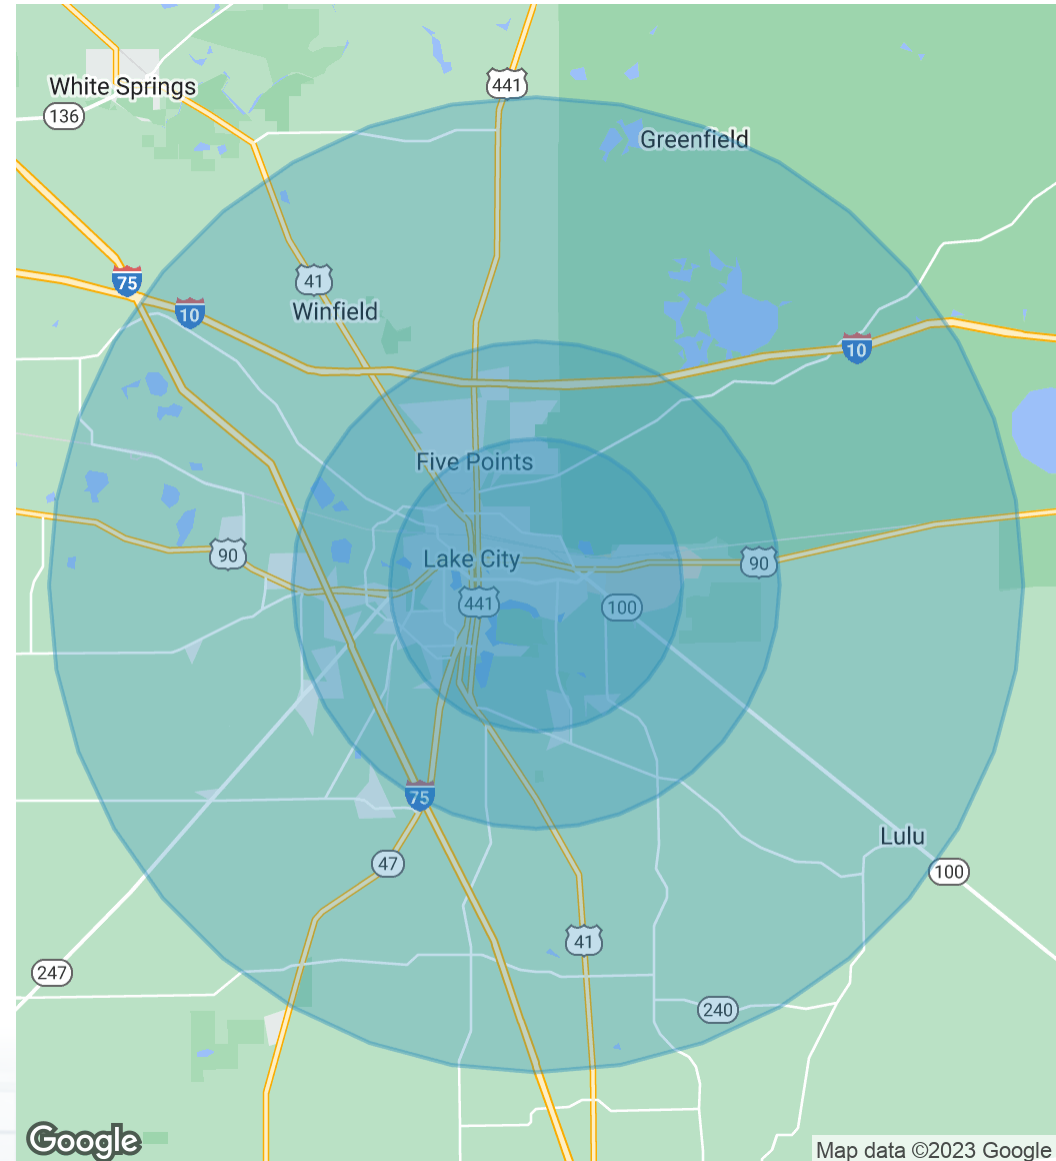 441
White Springs
136
Greenfield
75
41
10
Winfield
10
Five Points
90
Lake City
90
441
100
75
Lulu
47
100
41
247
240
Google
Map data ©2023 Google